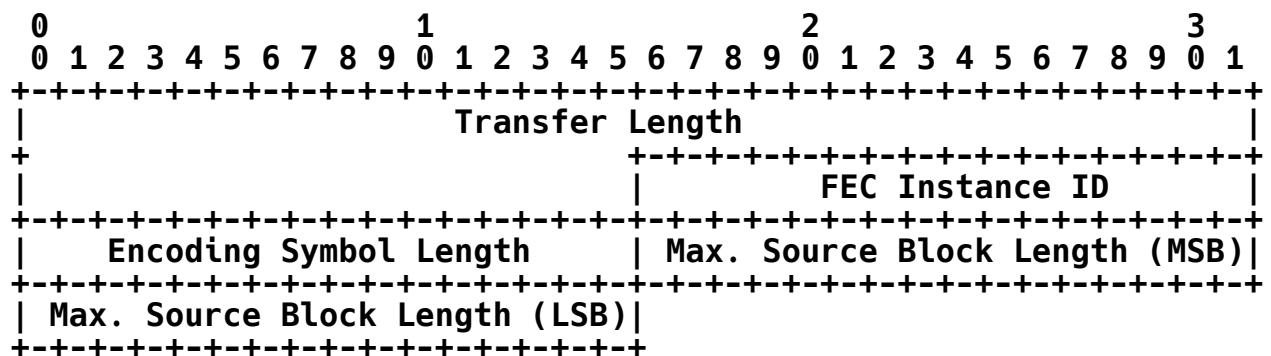 0                   1                   2                   3
 0 1 2 3 4 5 6 7 8 9 0 1 2 3 4 5 6 7 8 9 0 1 2 3 4 5 6 7 8 9 0 1
+-+-+-+-+-+-+-+-+-+-+-+-+-+-+-+-+-+-+-+-+-+-+-+-+-+-+-+-+-+-+-+-+
|                      Transfer Length                          |
+                               +-+-+-+-+-+-+-+-+-+-+-+-+-+-+-+-+
|                               |         FEC Instance ID       |
+-+-+-+-+-+-+-+-+-+-+-+-+-+-+-+-+-+-+-+-+-+-+-+-+-+-+-+-+-+-+-+-+
|    Encoding Symbol Length     | Max. Source Block Length (MSB)|
+-+-+-+-+-+-+-+-+-+-+-+-+-+-+-+-+-+-+-+-+-+-+-+-+-+-+-+-+-+-+-+-+
| Max. Source Block Length (LSB)|
+-+-+-+-+-+-+-+-+-+-+-+-+-+-+-+-+